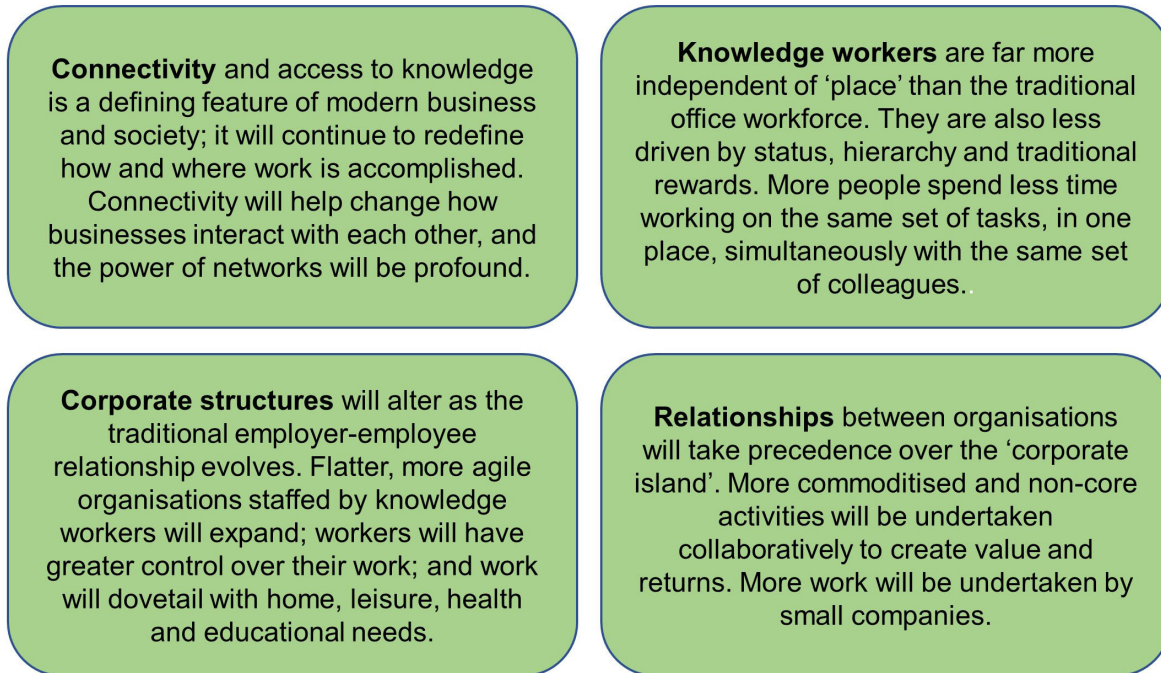 Connectivity and access to knowledge
is a defining feature of modern business
and society; it will continue to redefine
how and where work is accomplished.
Connectivity will help change how
businesses interact with each other, and
the power of networks will be profound.
Knowledge workers are far more
independent of ‘place’ than the traditional
office workforce. They are also less
driven by status, hierarchy and traditional
rewards. More people spend less time
working on the same set of tasks, in one
place, simultaneously with the same set
of colleagues..
Corporate structures will alter as the
traditional employer-employee
relationship evolves. Flatter, more agile
organisations staffed by knowledge
workers will expand; workers will have
greater control over their work; and work
will dovetail with home, leisure, health
and educational needs.
Relationships between organisations
will take precedence over the ‘corporate
island’. More commoditised and non-core
activities will be undertaken
collaboratively to create value and
returns. More work will be undertaken by
small companies.